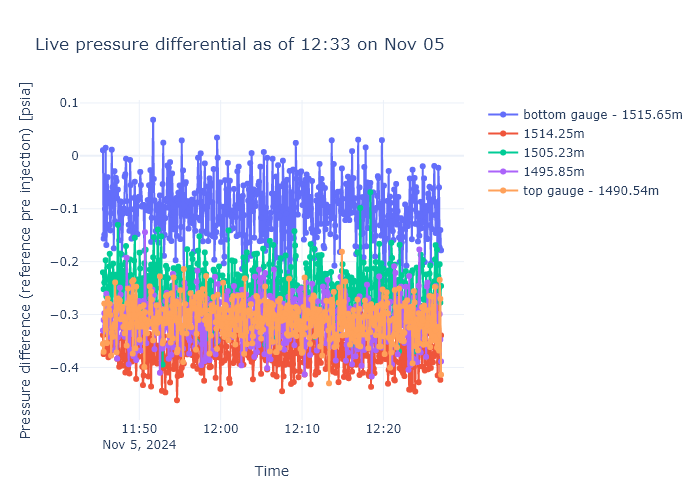 Live pressure differential as of 12:33 on Nov 05
Pressure difference (reference pre injection) [psia]
0.1
0
−0.1
−0.2
−0.3
−0.4
11:50
Nov 5, 2024
12:00
12:10
12:20
Time
bottom gauge - 1515.65m
1514.25m
1505.23m
1495.85m
top gauge - 1490.54m